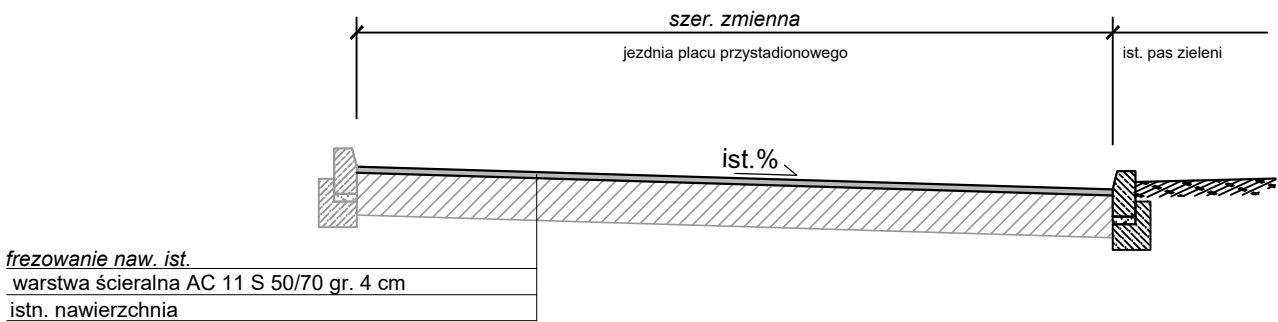 szer. zmienna
jezdnia placu przystadionowego
ist. pas zieleni
ist.%
frezowanie naw. ist.
warstwa ścieralna AC 11 S 50/70 gr. 4 cm
istn. nawierzchnia